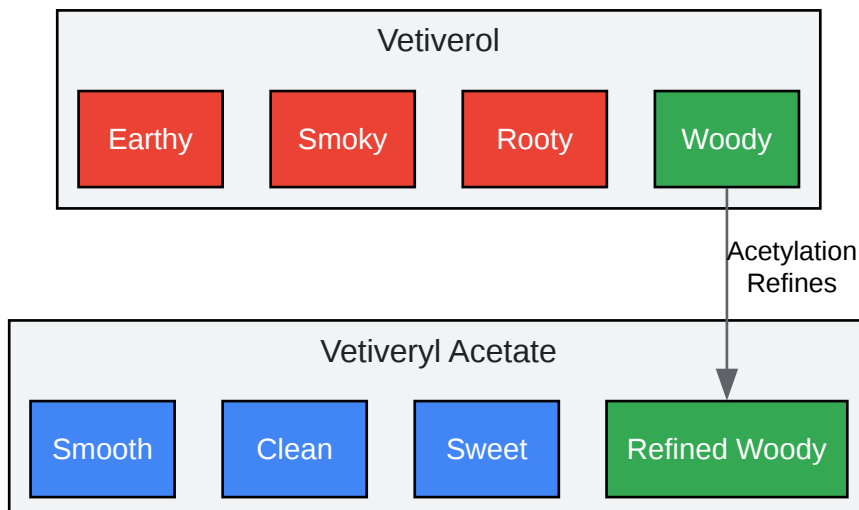 Vetiverol
Earthy
Smoky
Rooty
Woody
Acetylation
Refines
Vetiveryl Acetate
Smooth
Clean
Sweet
Refined Woody